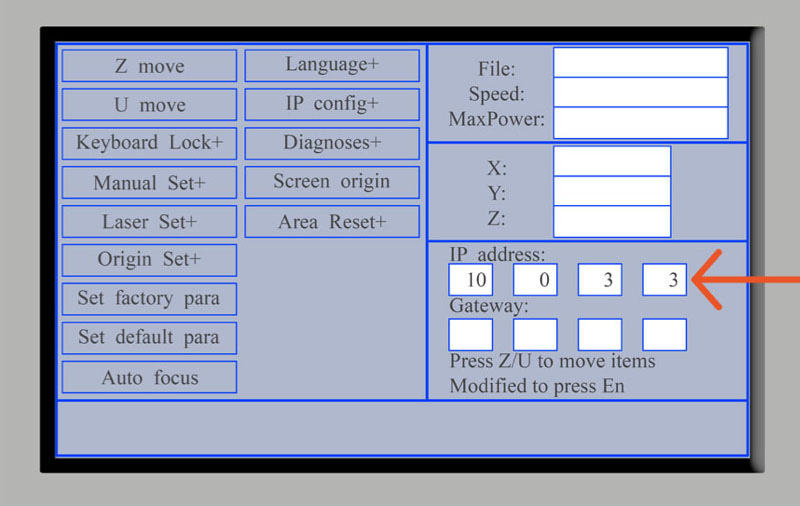 Z move
U move
Keyboard Lock+
Manual Set+
Laser Set+
Origin Set+
Set factory para
Set default para
Auto focus
Language+
IP config+
Diagnoses+
Screen origin
Area Reset+
File:
Speed:
MaxPower:
X:
Y:
Z:
IP address:
10 0 3 3
Gateway:
Press Z/U to move items
Modified to press En